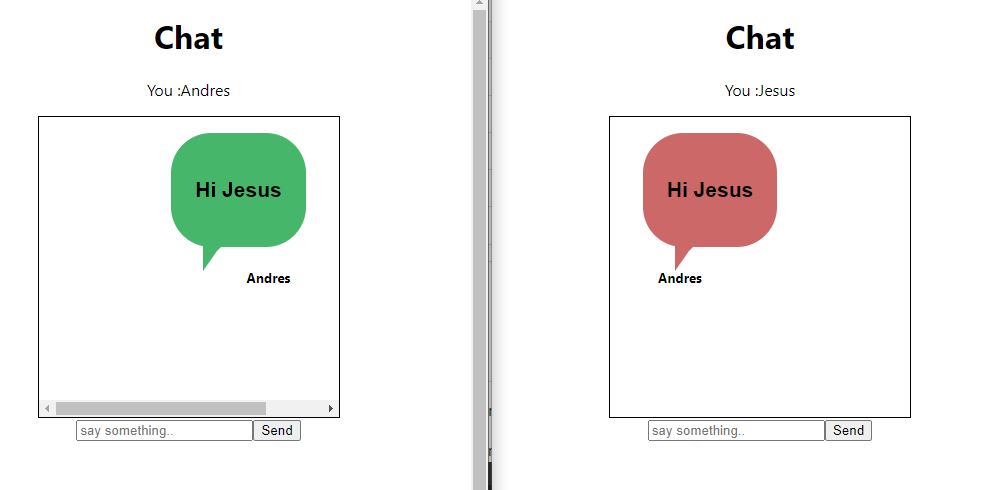 Chat
You :Andres
Hi Jesus
Andres
say something..
Send
Chat
You :Jesus
Hi Jesus
Andres
say something..
Send